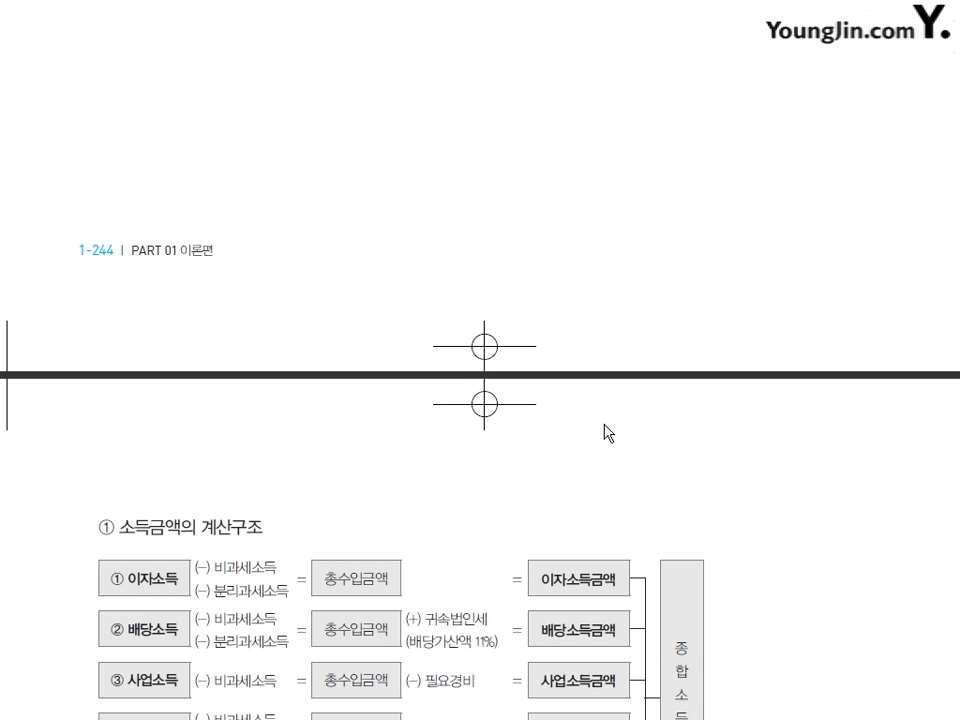 YoungJin.com Y.
1-244 | PART 01 이론편
① 소득금액의 계산구조
① 이자소득 (-) 비과세소득 (-) 분리과세소득 = 총수입금액 = 이자소득금액
② 배당소득 (-) 비과세소득 (-) 분리과세소득 = 총수입금액 (+) 귀속법인세 (배당가산액 11%) = 배당소득금액
③ 사업소득 (-) 비과세소득 = 총수입금액 (-) 필요경비 = 사업소득금액
종합소